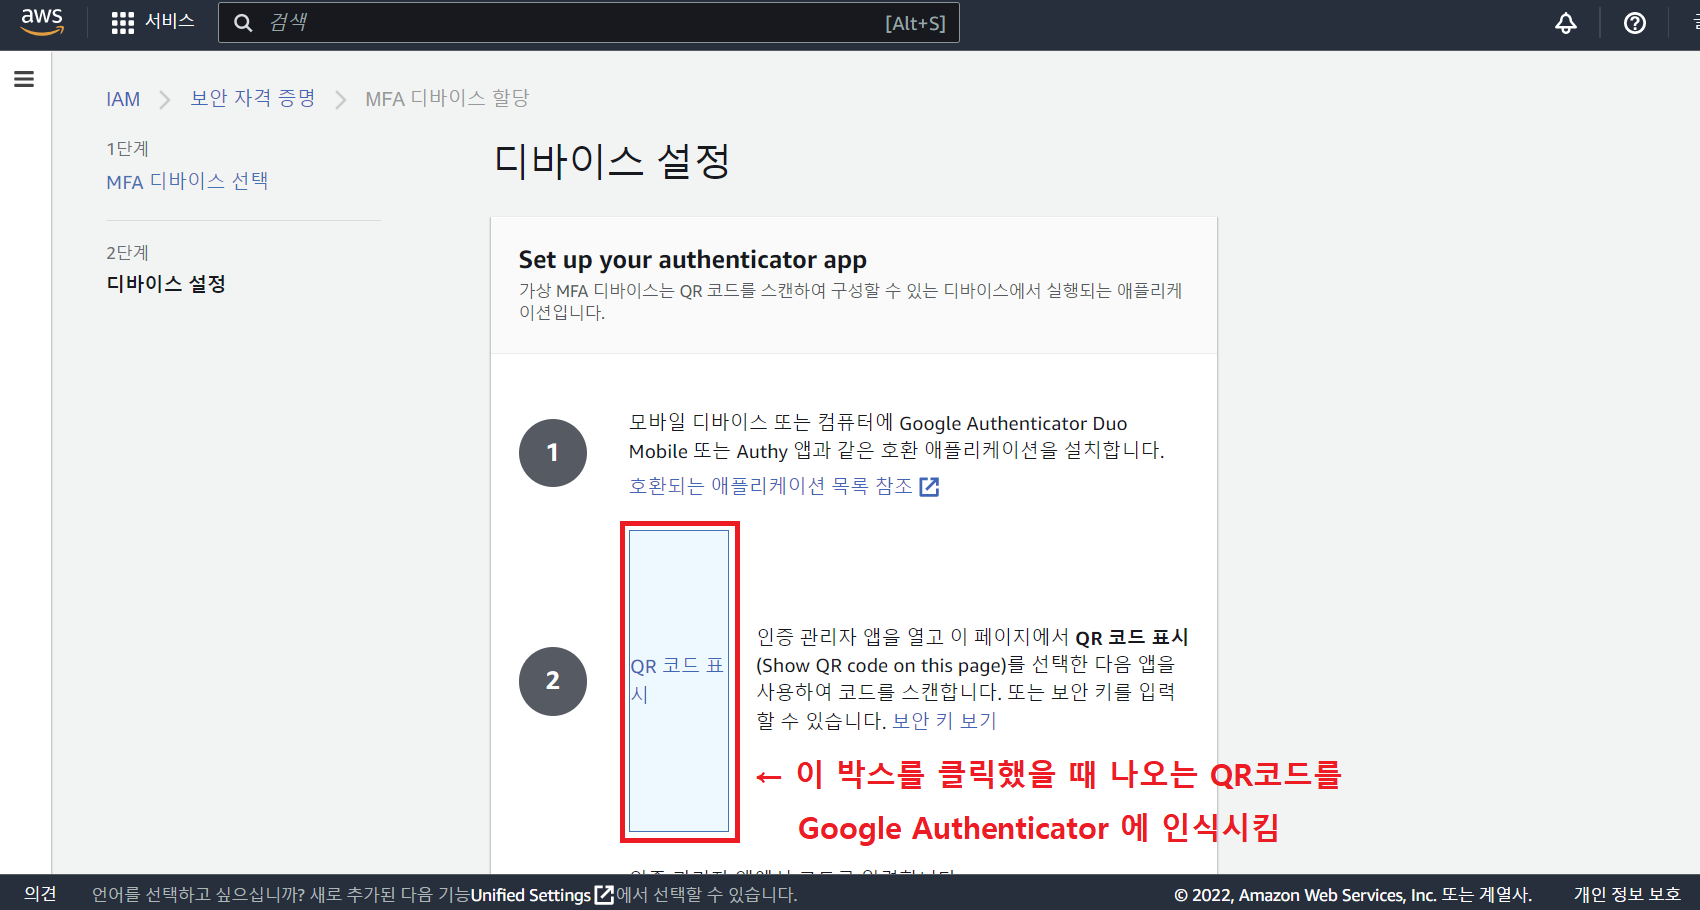 aws
서비스
검색
[Alt+S]
IAM
보안 자격 증명
MFA 디바이스 할당
1단계
MFA 디바이스 선택
2단계
디바이스 설정
디바이스 설정
Set up your authenticator app
가상 MFA 디바이스는 QR 코드를 스캔하여 구성할 수 있는 디바이스에서 실행되는 애플리케
이션입니다.
1
모바일 디바이스 또는 컴퓨터에 Google Authenticator Duo
Mobile 또는 Authy 앱과 같은 호환 애플리케이션을 설치합니다.
호환되는 애플리케이션 목록 참조
2
QR 코드 표
시
인증 관리자 앱을 열고 이 페이지에서 QR 코드 표시
(Show QR code on this page)를 선택한 다음 앱을
사용하여 코드를 스캔합니다. 또는 보안 키를 입력
할 수 있습니다. 보안 키 보기
← 이 박스를 클릭했을 때 나오는 QR코드를
Google Authenticator 에 인식시킴
의견
언어를 선택하고 싶으십니까? 새로 추가된 다음 기능Unified Settings에서 선택할 수 있습니다.
© 2022, Amazon Web Services, Inc. 또는 계열사.
개인 정보 보호